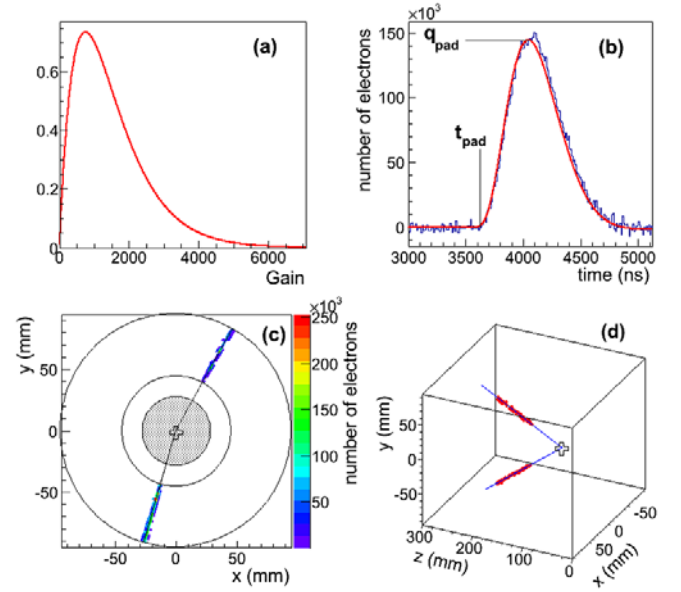 (a)
0.6
0.4
0.2
0
0 2000 4000 6000
Gain
×10³
(b)
150
100
50
0
number of electrons
q_pad
t_pad
3000 3500 4000 4500 5000
time (ns)
(c)
y (mm)
50
0
-50
-50 0 50
x (mm)
×10³
250
200
150
100
50
number of electrons
(d)
y (mm)
50
0
-50
300 200 100 0
z (mm)
-50
0
50
x (mm)